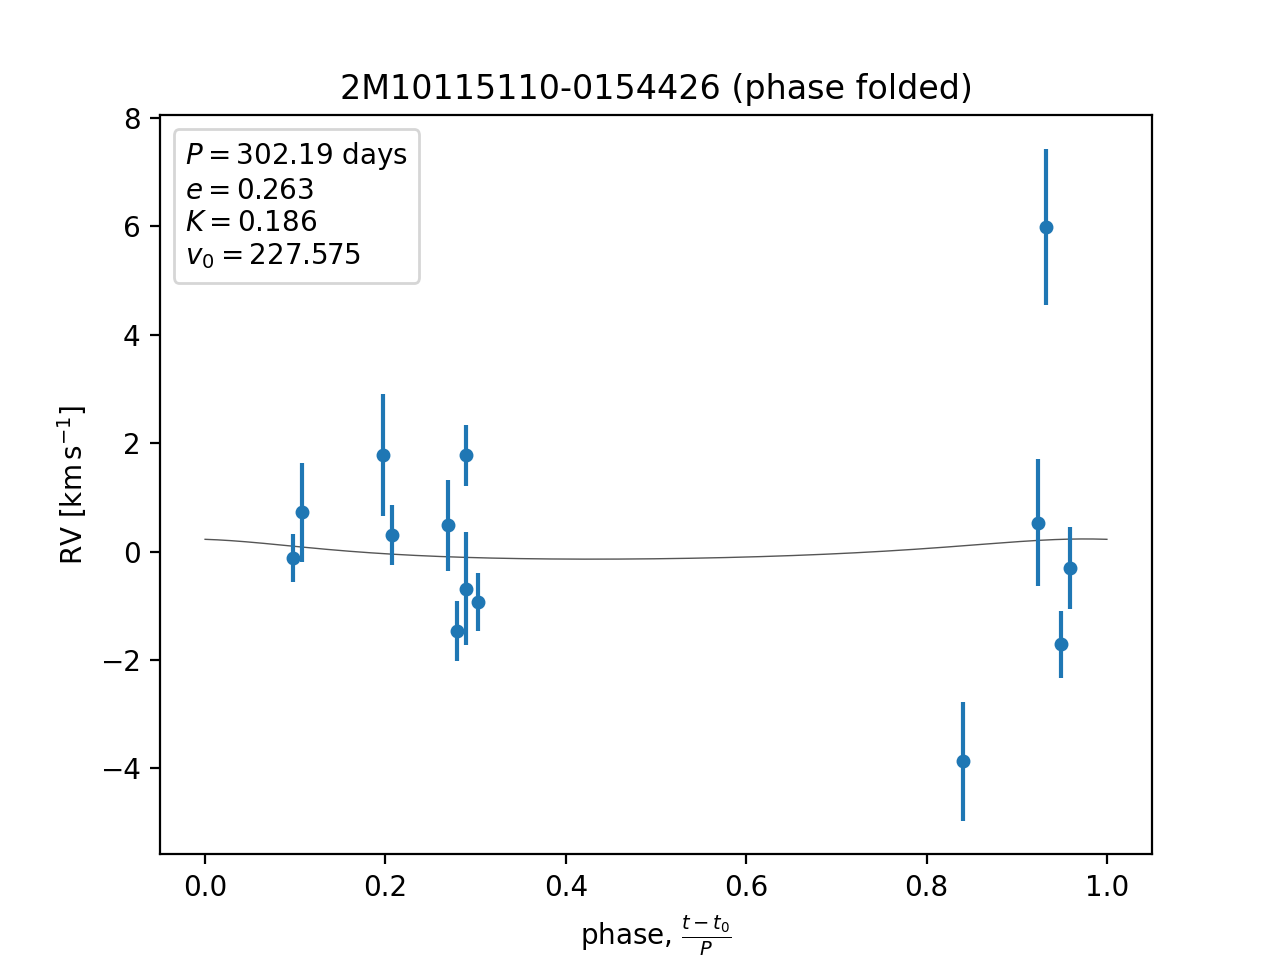 2M10115110-0154426 (phase folded)
P = 302.19 days
e = 0.263
K = 0.186
v₀ = 227.575
8
6
4
2
0
−2
−4
RV [km s⁻¹]
0.0 0.2 0.4 0.6 0.8 1.0
phase, (t − t₀)/P